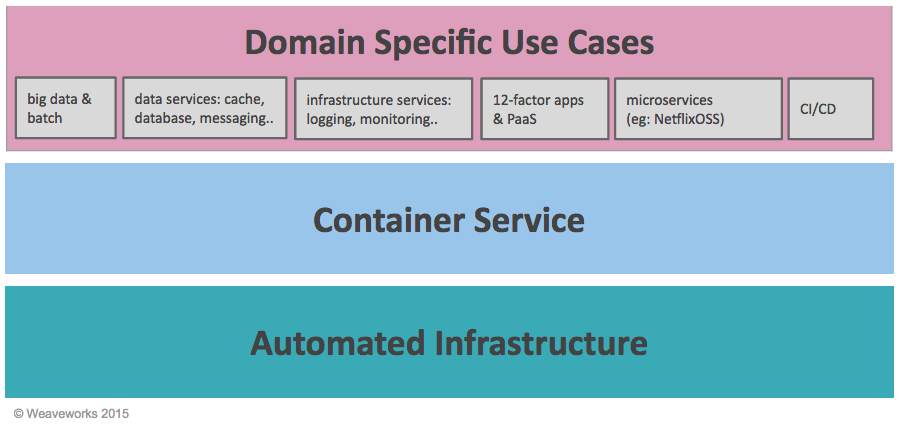 Domain Specific Use Cases
big data &
batch
data services: cache,
database, messaging..
infrastructure services:
logging, monitoring..
12-factor apps
& PaaS
microservices
(eg: NetflixOSS)
CI/CD
Container Service
Automated Infrastructure
© Weaveworks 2015